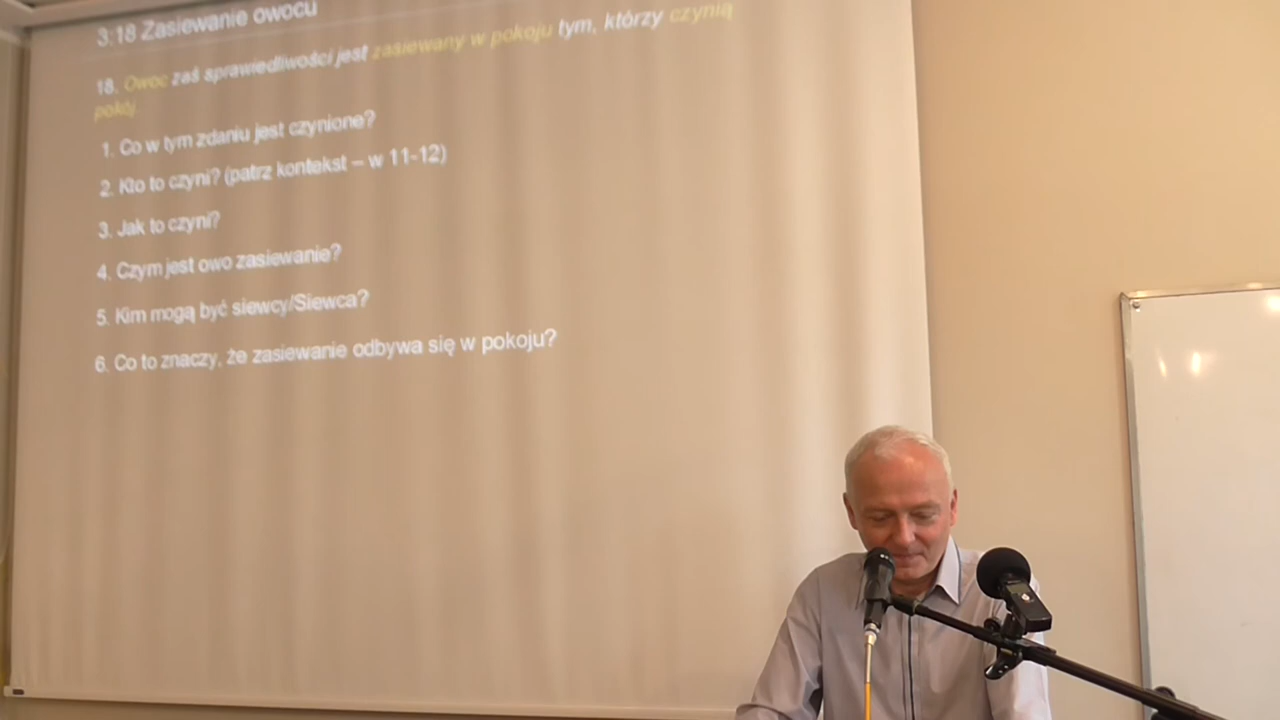 3:18 Zasiewanie owocu
18. Owoc zaś sprawiedliwości jest zasiewany w pokoju tym, którzy czynią
pokój.
1. Co w tym zdaniu jest czynione?
2. Kto to czyni? (patrz kontekst – w 11-12)
3. Jak to czyni?
4. Czym jest owo zasiewanie?
5. Kim mogą być siewcy/Siewca?
6. Co to znaczy, że zasiewanie odbywa się w pokoju?